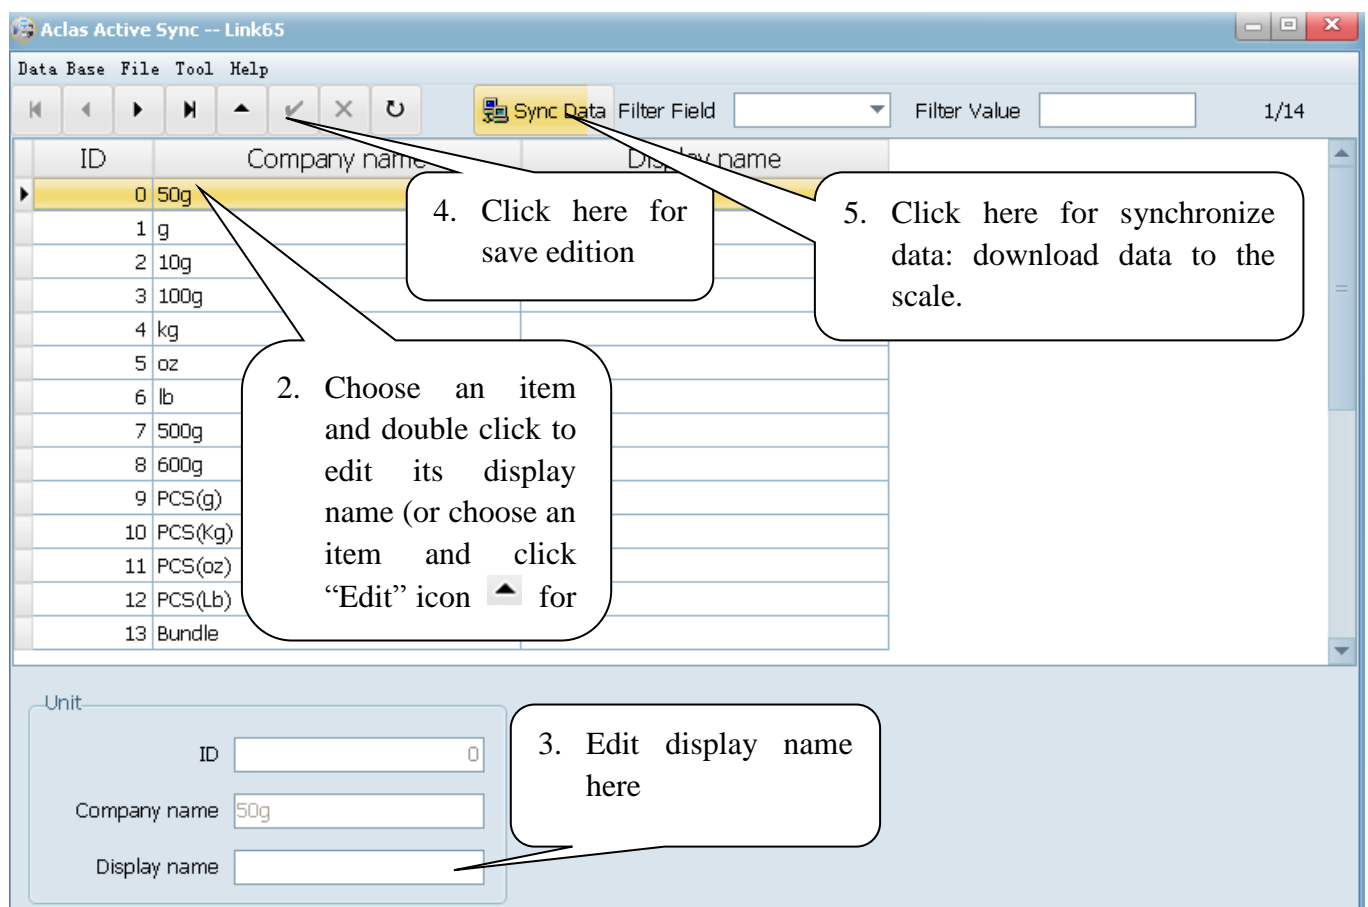 Aclas Active Sync -- Link65
Data Base File Tool Help
Sync Data Filter Field Filter Value 1/14
ID Company name Display name
0 50g
1 g
2 10g
3 100g
4 kg
5 oz
6 lb
7 500g
8 600g
9 PCS(g)
10 PCS(Kg)
11 PCS(oz)
12 PCS(Lb)
13 Bundle
4. Click here for
save edition
5. Click here for synchronize
data: download data to the
scale.
2. Choose an item
and double click to
edit its display
name (or choose an
item and click
“Edit” icon for
Unit
ID 0
Company name 50g
Display name
3. Edit display name
here